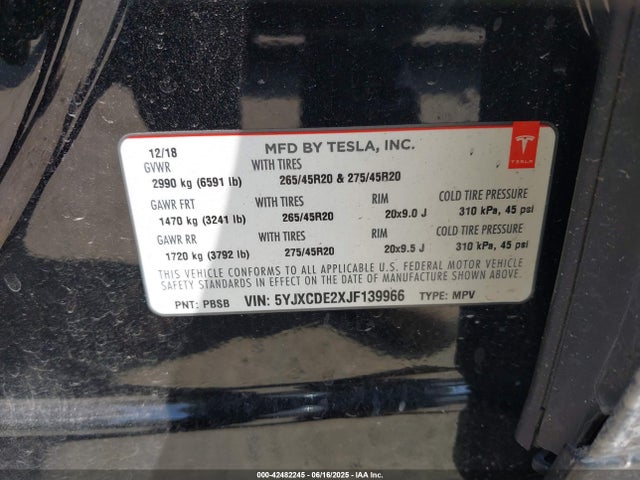 12/18 MFD BY TESLA, INC.
GVWR WITH TIRES
2990 kg (6591 lb) 265/45R20 & 275/45R20
GAWR FRT WITH TIRES RIM COLD TIRE PRESSURE
1470 kg (3241 lb) 265/45R20 20x9.0 J 310 kPa, 45 psi
GAWR RR WITH TIRES RIM COLD TIRE PRESSURE
1720 kg (3792 lb) 275/45R20 20x9.5 J 310 kPa, 45 psi
THIS VEHICLE CONFORMS TO ALL APPLICABLE U.S. FEDERAL MOTOR VEHICLE
SAFETY STANDARDS IN EFFECT ON THE DATE OF MANUFACTURE SHOWN ABOVE.
PNT: PBSB VIN: 5YJXCDE2XJF139966 TYPE: MPV
TESLA
000-42482245 - 06/16/2025 - IAA, Inc.